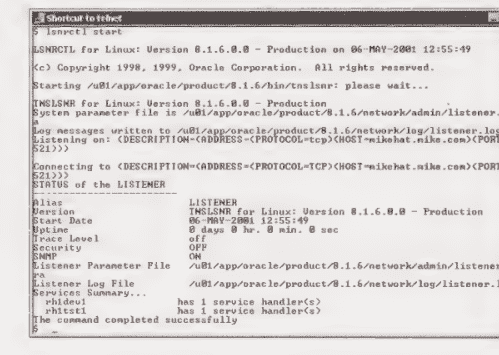 Shortcut to telnet
$ lsnrctl start
LSNRCTL for Linux: Version 8.1.6.0.0 - Production on 06-MAY-2001 12:55:49
(c) Copyright 1998, 1999, Oracle Corporation.  All rights reserved.
Starting /u01/app/oracle/product/8.1.6/bin/tnslsnr: please wait...
TNSLSNR for Linux: Version 8.1.6.0.0 - Production
System parameter file is /u01/app/oracle/product/8.1.6/network/admin/listener.
a
Log messages written to /u01/app/oracle/product/8.1.6/network/log/listener.log
Listening on: (DESCRIPTION=(ADDRESS=(PROTOCOL=tcp)(HOST=mikehat.mike.com)(PORT
521)))
Connecting to (DESCRIPTION=(ADDRESS=(PROTOCOL=TCP)(HOST=mikehat.mike.com)(PORT
521)))
STATUS of the LISTENER
------------------------
Alias                     LISTENER
Version                   TNSLSNR for Linux: Version 8.1.6.0.0 - Production
Start Date                06-MAY-2001 12:55:49
Uptime                    0 days 0 hr. 0 min. 0 sec
Trace Level               off
Security                  OFF
SNMP                      ON
Listener Parameter File   /u01/app/oracle/product/8.1.6/network/admin/listener
ra
Listener Log File         /u01/app/oracle/product/8.1.6/network/log/listener.l
Services Summary...
  rh1dev1               has 1 service handler(s)
  rh1tst1               has 1 service handler(s)
The command completed successfully
$ _